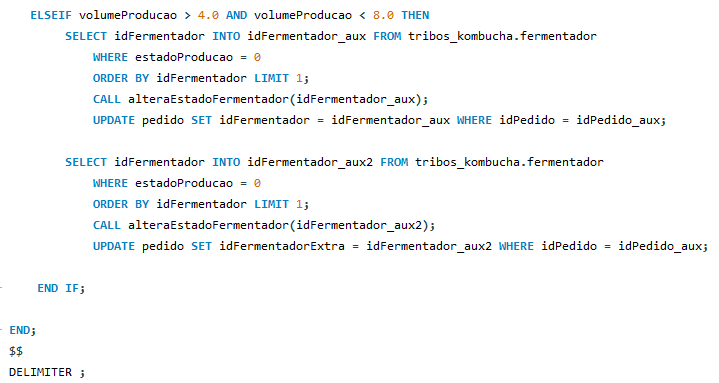 ELSEIF volumeProducao > 4.0 AND volumeProducao < 8.0 THEN
SELECT idFermentador INTO idFermentador_aux FROM tribos_kombucha.fermentador
WHERE estadoProducao = 0
ORDER BY idFermentador LIMIT 1;
CALL alteraEstadoFermentador(idFermentador_aux);
UPDATE pedido SET idFermentador = idFermentador_aux WHERE idPedido = idPedido_aux;
SELECT idFermentador INTO idFermentador_aux2 FROM tribos_kombucha.fermentador
WHERE estadoProducao = 0
ORDER BY idFermentador LIMIT 1;
CALL alteraEstadoFermentador(idFermentador_aux2);
UPDATE pedido SET idFermentadorExtra = idFermentador_aux2 WHERE idPedido = idPedido_aux;
END IF;
END;
$$
DELIMITER ;